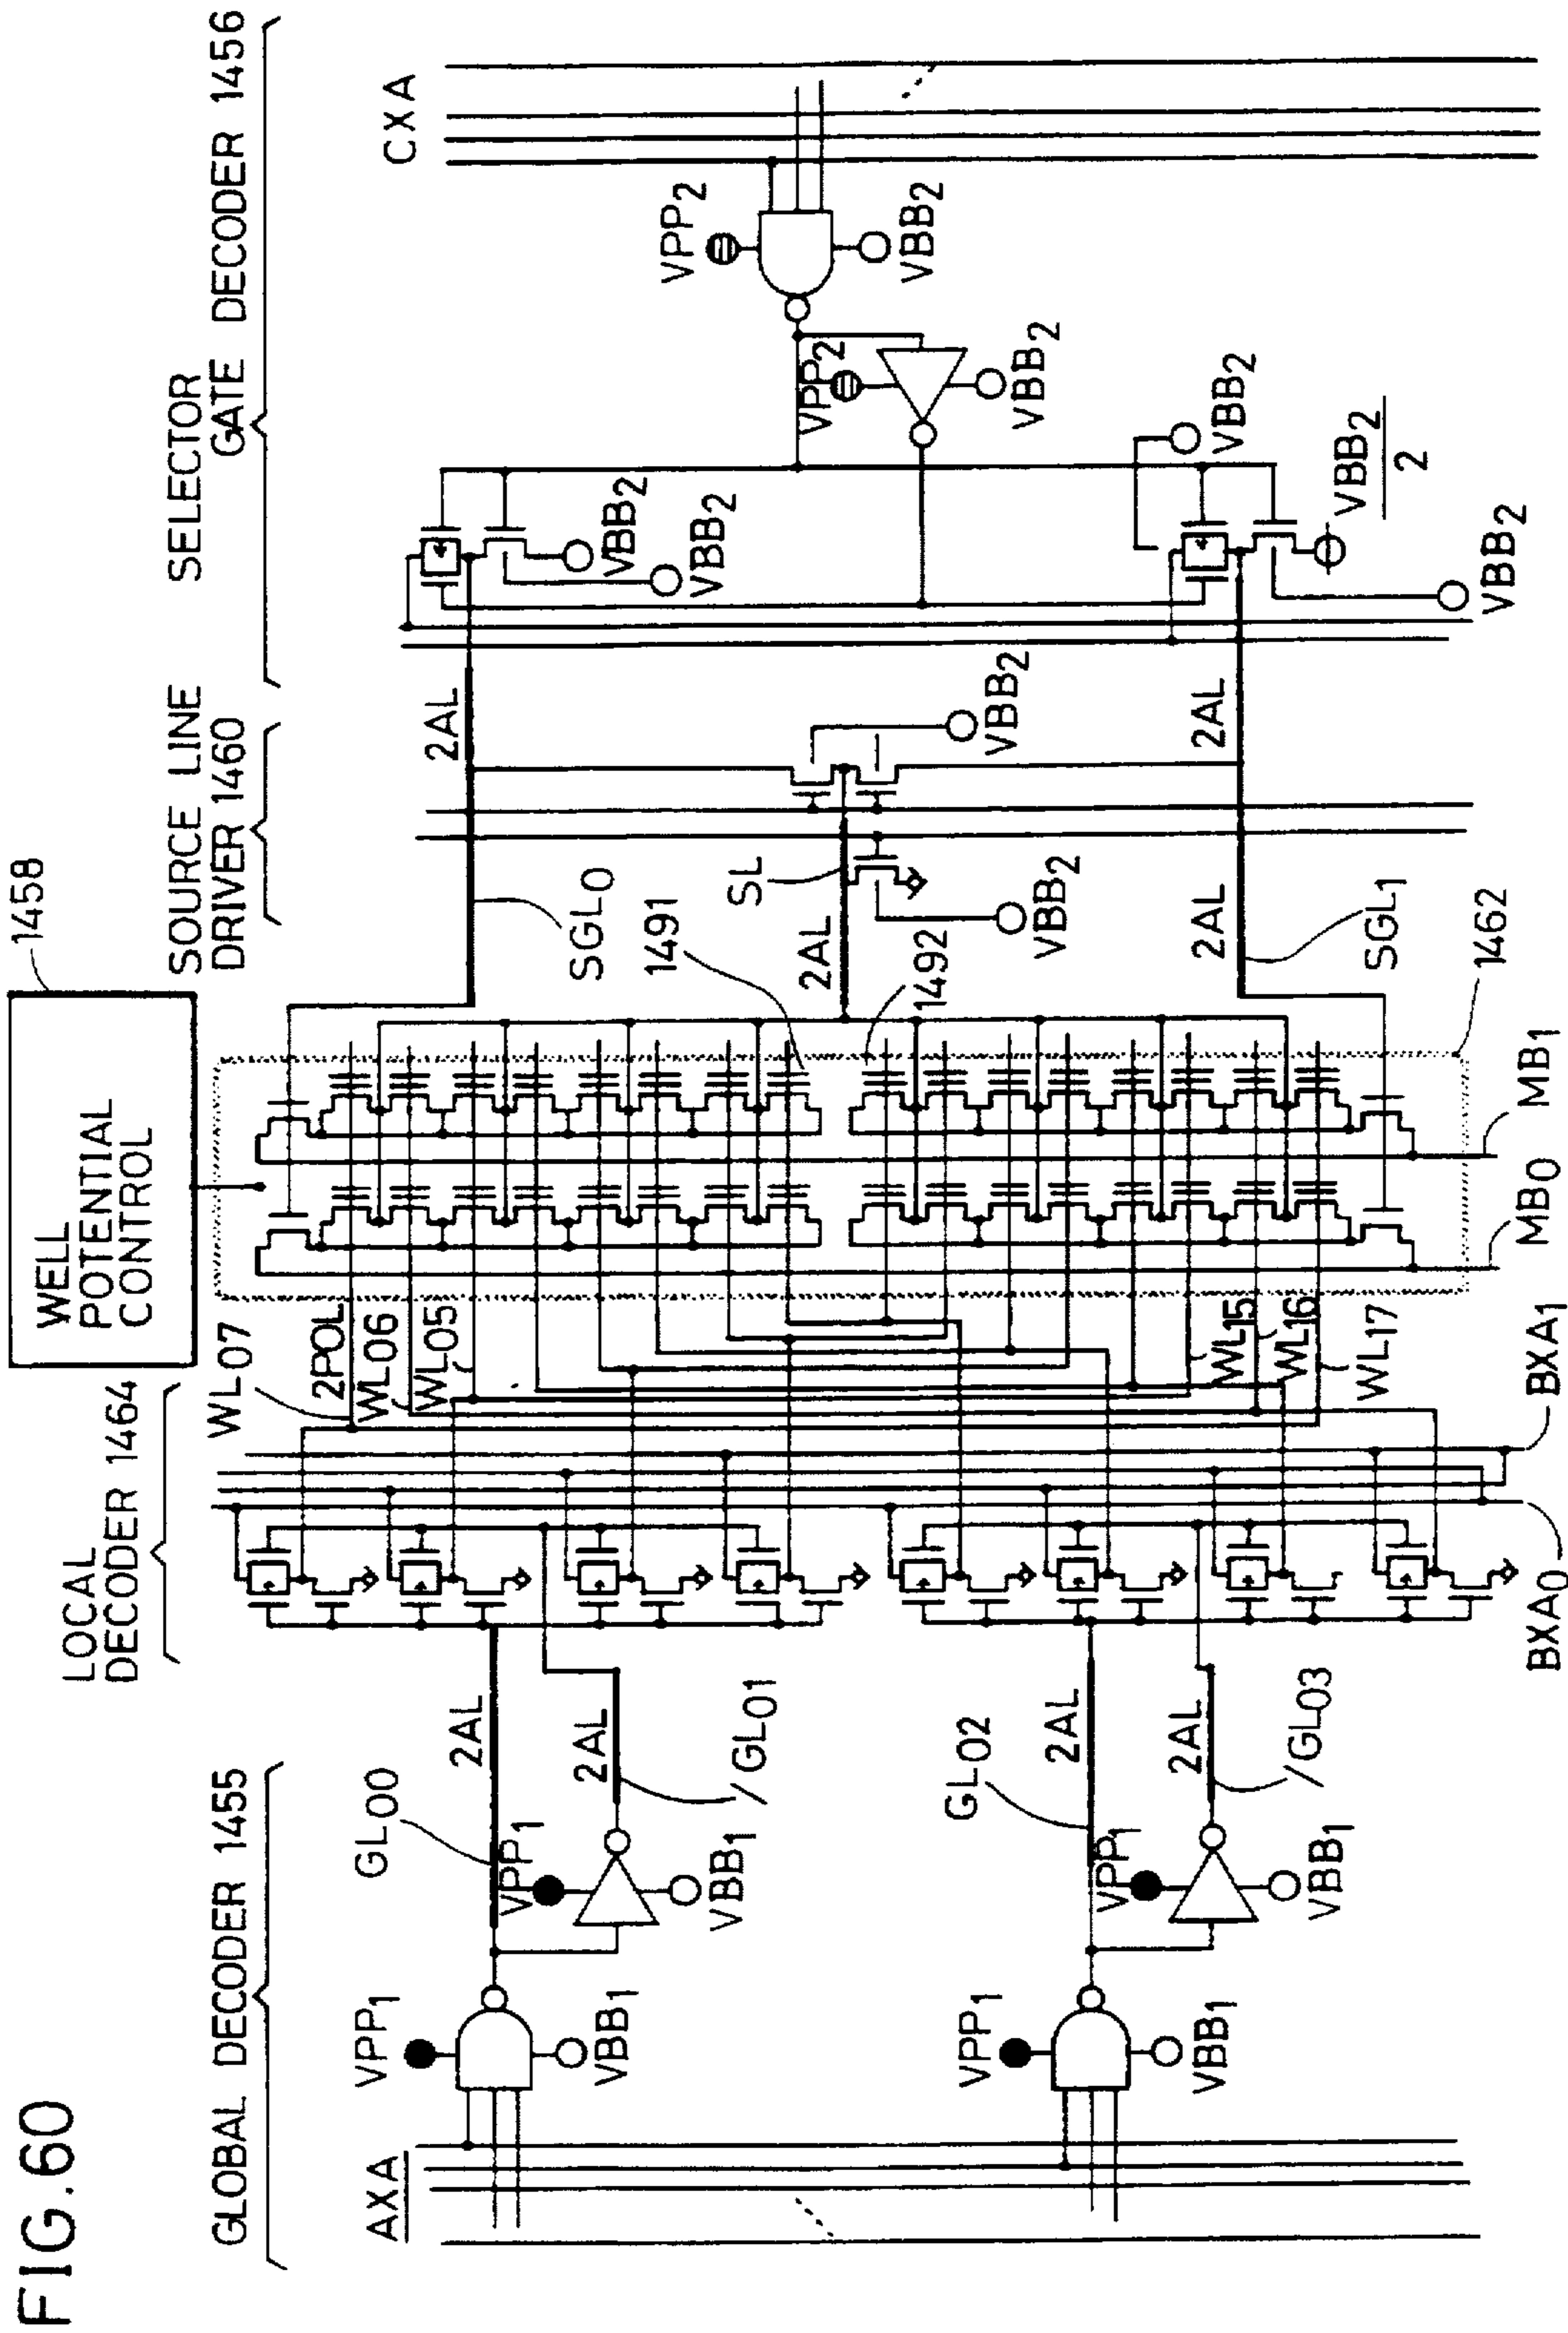 FIG.60
GLOBAL DECODER 1455
LOCAL
DECODER 1464
WELL
POTENTIAL
CONTROL
1458
SOURCE LINE
DRIVER 1460
SELECTOR
GATE DECODER 1456
AXA
VPP1
VBB1
GL00
2AL
VPP1
VBB1
2AL
/GL01
VPP1
VBB1
GL02
2AL
VPP1
VBB1
2AL
/GL03
BXA0
BXA1
WL07
2POL
WL06
WL05
WL15
WL16
WL17
MB0
MB1
1462
1491
1492
SGL0
2AL
SL
2AL
VBB2
VBB2
2AL
SGL1
2AL
VBB2
VBB2
VBB2
VBB2
2
VBB2
VPP2
VBB2
VPP2
VBB2
CXA